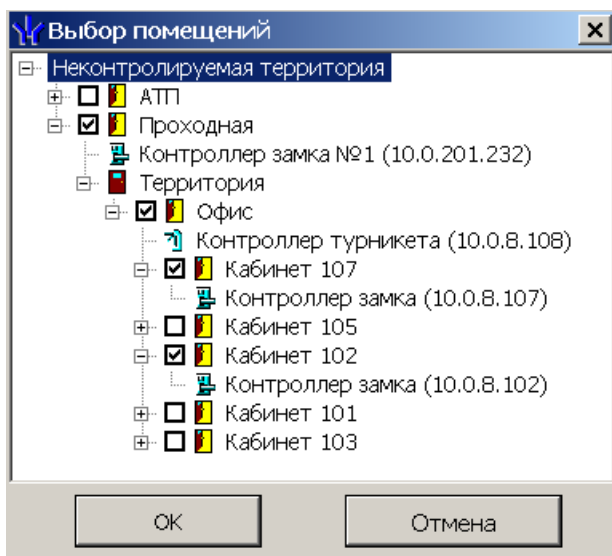 Выбор помещений
Неконтролируемая территория
АТП
Проходная
Контроллер замка №1 (10.0.201.232)
Территория
Офис
Контроллер турникета (10.0.8.108)
Кабинет 107
Контроллер замка (10.0.8.107)
Кабинет 105
Кабинет 102
Контроллер замка (10.0.8.102)
Кабинет 101
Кабинет 103
ОК Отмена